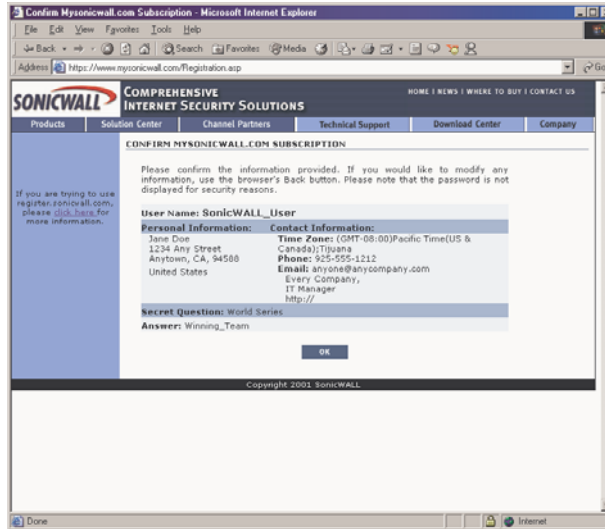 Confirm Mysonicwall.com Subscription - Microsoft Internet Explorer
File Edit View Favorites Tools Help
Back Search Favorites Media
Address https://www.mysonicwall.com/Registration.asp Go
SONICWALL
COMPREHENSIVE
INTERNET SECURITY SOLUTIONS
HOME | NEWS | WHERE TO BUY | CONTACT US
Products Solution Center Channel Partners Technical Support Download Center Company
CONFIRM MYSONICWALL.COM SUBSCRIPTION
Please confirm the information provided. If you would like to modify any
information, use the browser's Back button. Please note that the password is not
displayed for security reasons.
If you are trying to use
register.sonicwall.com,
please click here for
more information.
User Name: SonicWALL_User
Personal Information:
Jane Doe
1234 Any Street
Anytown, CA, 94588
United States
Contact Information:
Time Zone: (GMT-08:00)Pacific Time(US &
Canada);Tijuana
Phone: 925-555-1212
Email: anyone@anycompany.com
Every Company,
IT Manager
http://
Secret Question: World Series
Answer: Winning_Team
OK
Copyright 2001 SonicWALL
Done Internet